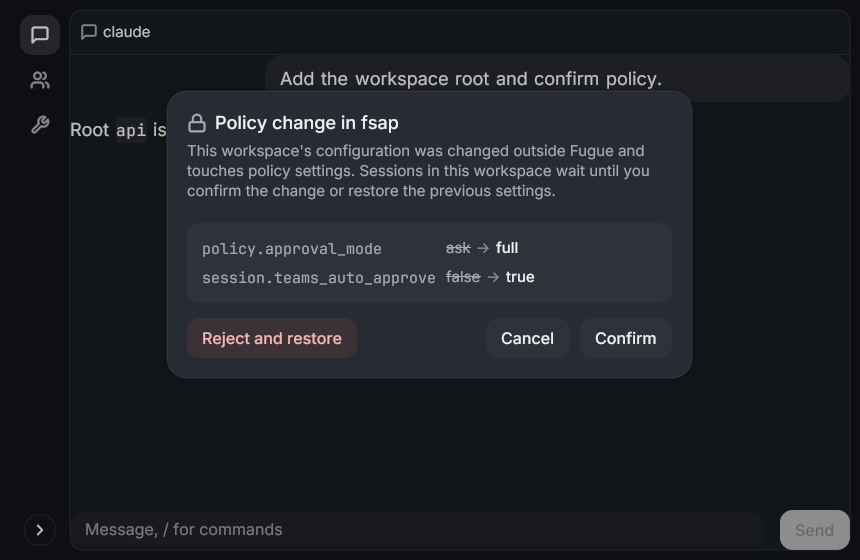 claude
Add the workspace root and confirm policy.
Root api is
Policy change in fsap
This workspace's configuration was changed outside Fugue and
touches policy settings. Sessions in this workspace wait until you
confirm the change or restore the previous settings.
policy.approval_mode ask → full
session.teams_auto_approve false → true
Reject and restore Cancel Confirm
Message, / for commands Send